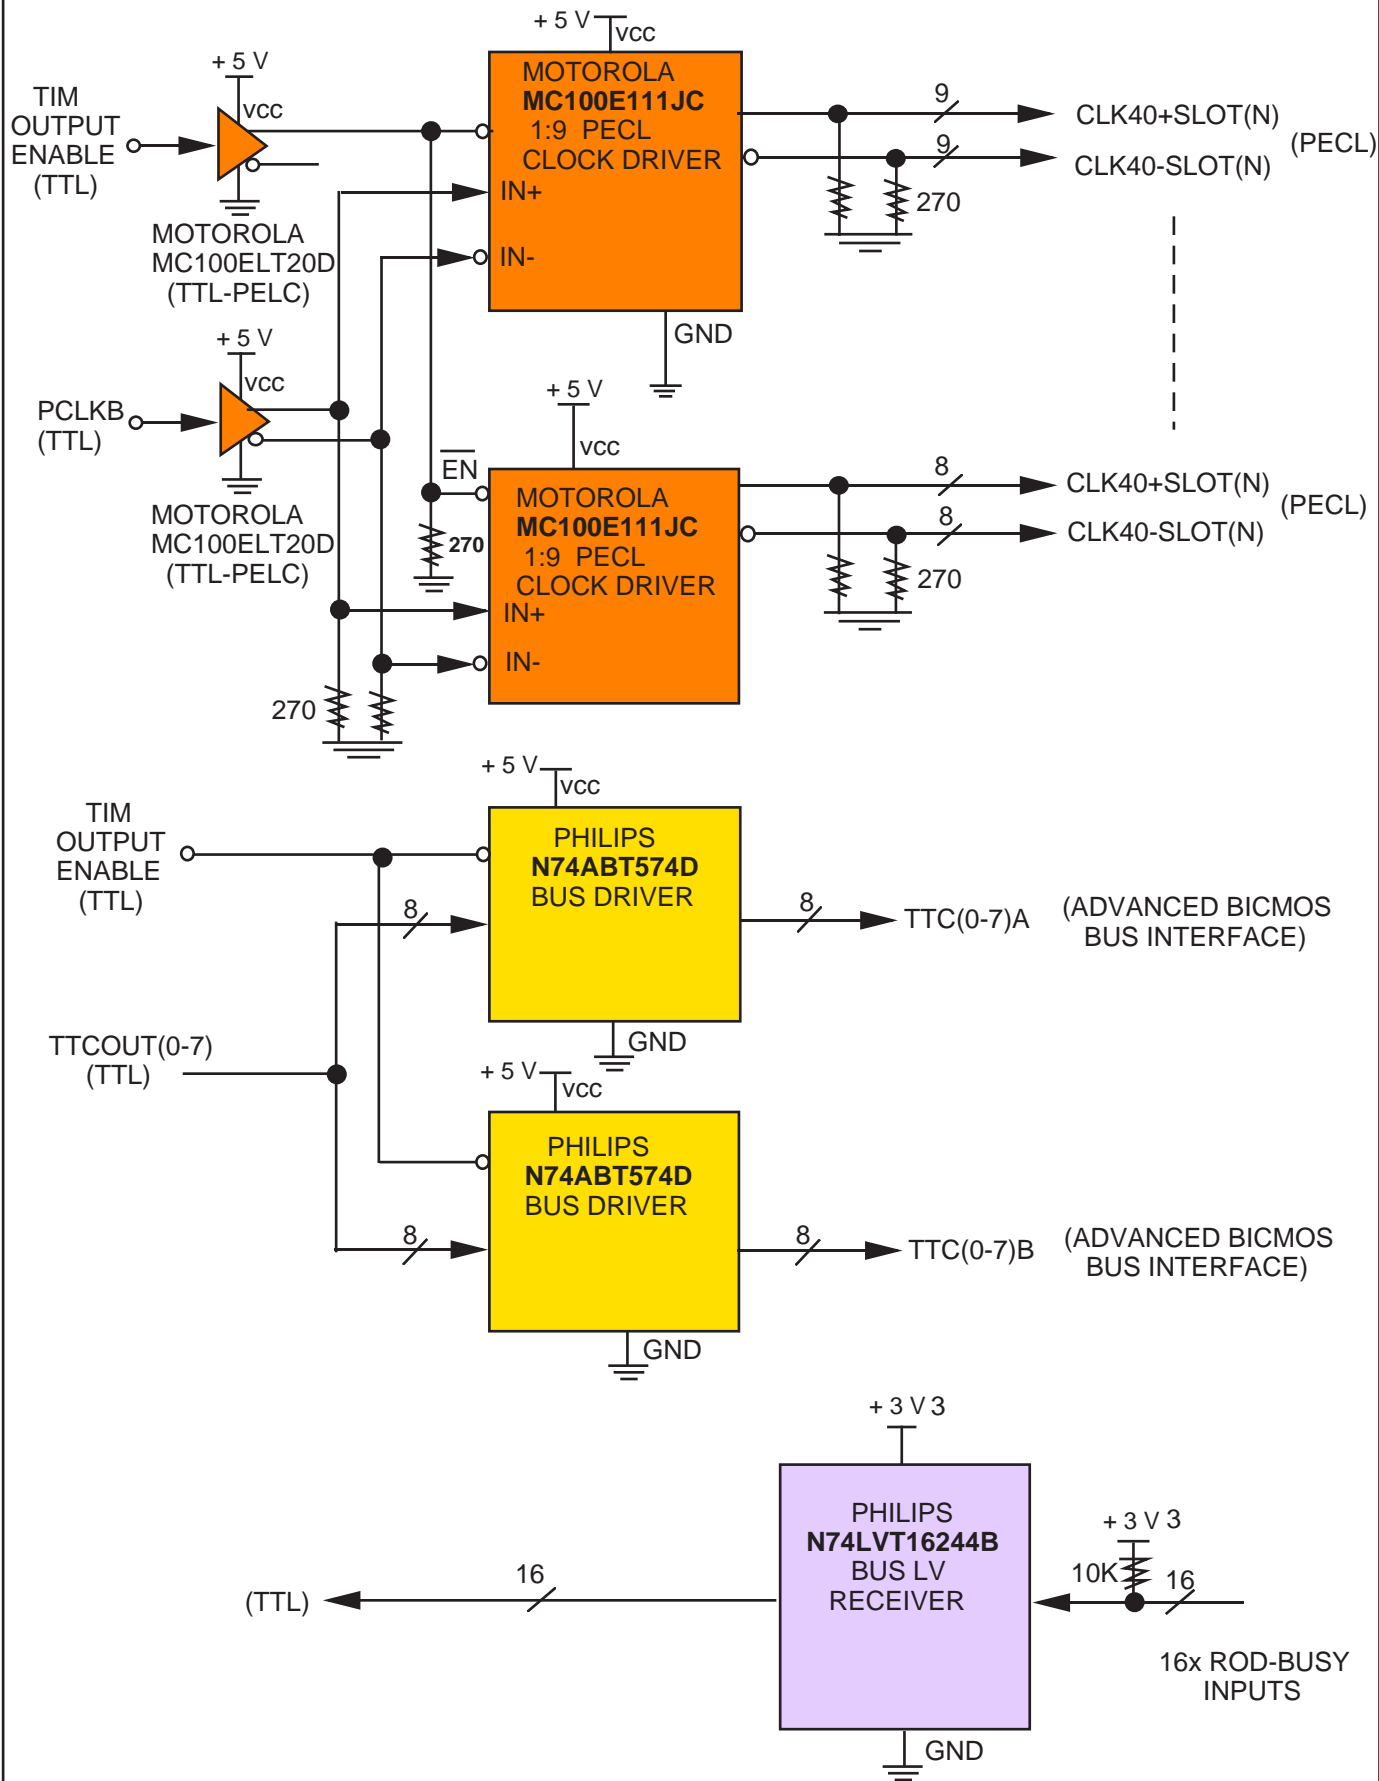 + 5 V
vcc
MOTOROLA
MC100E111JC
1:9 PECL
CLOCK DRIVER
IN+
IN-
GND
+ 5 V
vcc
TIM
OUTPUT
ENABLE
(TTL)
MOTOROLA
MC100ELT20D
(TTL-PELC)
9
CLK40+SLOT(N)
(PECL)
9
CLK40-SLOT(N)
270
+ 5 V
vcc
PCLKB
(TTL)
MOTOROLA
MC100ELT20D
(TTL-PELC)
+ 5 V
vcc
EN
270
MOTOROLA
MC100E111JC
1:9 PECL
CLOCK DRIVER
IN+
IN-
8
CLK40+SLOT(N)
(PECL)
8
CLK40-SLOT(N)
270
270
+ 5 V
vcc
TIM
OUTPUT
ENABLE
(TTL)
PHILIPS
N74ABT574D
BUS DRIVER
8
8
TTC(0-7)A
(ADVANCED BICMOS
BUS INTERFACE)
GND
TTCOUT(0-7)
(TTL)
+ 5 V
vcc
PHILIPS
N74ABT574D
BUS DRIVER
8
8
TTC(0-7)B
(ADVANCED BICMOS
BUS INTERFACE)
GND
+ 3 V 3
PHILIPS
N74LVT16244B
BUS LV
RECEIVER
(TTL)
16
+ 3 V 3
10K
16
16x ROD-BUSY
INPUTS
GND